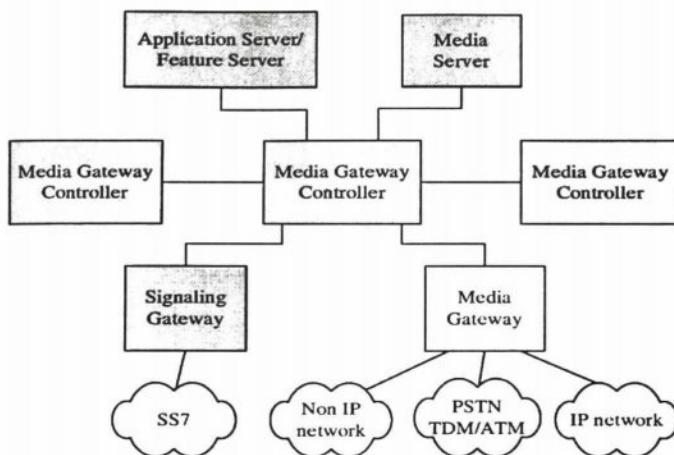 Application Server/
Feature Server
Media
Server
Media Gateway
Controller
Media Gateway
Controller
Media Gateway
Controller
Signaling
Gateway
Media
Gateway
SS7
Non IP
network
PSTN
TDM/ATM
IP network